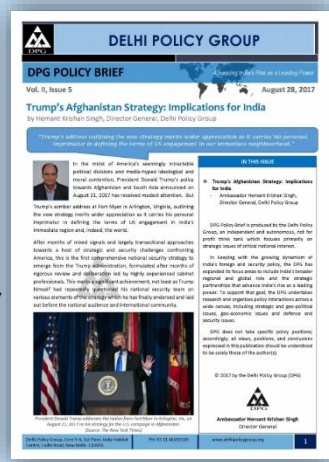 DPG
DELHI POLICY GROUP
DPG POLICY BRIEF
Advancing India's Rise as a Leading Power
Vol. II, Issue 5
August 28, 2017
Trump's Afghanistan Strategy: Implications for India
by Hemant Krishan Singh, Director General, Delhi Policy Group
"Trump's address outlining the new strategy merits wider appreciation as it carries his personal
imprimatur in defining the terms of US engagement in our immediate neighborhood."
In the midst of America's seemingly intractable
political divisions and media-hyped ideological and
moral contention, President Donald Trump's policy
towards Afghanistan and South Asia announced on
August 21, 2017 has received modest attention. But
Trump's somber address at Fort Myer in Arlington, Virginia, outlining
the new strategy merits wider appreciation as it carries his personal
imprimatur in defining the terms of US engagement in India's
immediate region and, indeed, the world.
After months of mixed signals and largely transactional approaches
towards a host of strategic and security challenges confronting
America, this is the first comprehensive national security strategy to
emerge from the Trump administration, formulated after months of
rigorous review and deliberation led by highly experienced cabinet
professionals. This marks a significant achievement, not least as Trump
himself had repeatedly questioned his national security team on
various elements of the strategy which he has finally endorsed and laid
out before the national audience and international community.
President Donald Trump addresses the nation from Fort Myer in Arlington, Va., on
August 21, 2017 on his strategy for the U.S. campaign in Afghanistan
(Source: The New York Times)
IN THIS ISSUE
Trump's Afghanistan Strategy: Implications
for India
Ambassador Hemant Krishan Singh,
Director General, Delhi Policy Group
DPG Policy Brief is produced by the Delhi Policy
Group, an independent and autonomous, not for
profit think tank which focuses primarily on
strategic issues of critical national interest.
In keeping with the growing dynamism of
India's foreign and security policy, the DPG has
expanded its focus areas to include India's broader
regional and global role and the strategic
partnerships that advance India's rise as a leading
power. To support that goal, the DPG undertakes
research and organizes policy interactions across a
wide canvas, including strategic and geo-political
issues, geo-economic issues and defence and
security issues.
DPG does not take specific policy positions;
accordingly, all views, positions, and conclusions
expressed in this publication should be understood
to be solely those of the author(s).
© 2017 by the Delhi Policy Group (DPG)
DPG
Ambassador Hemant Krishan Singh
Director General
Delhi Policy Group, Core 5-A, 1st Floor, India Habitat
Centre, Lodhi Road, New Delhi- 110003
www.delhipolicygroup.org
1